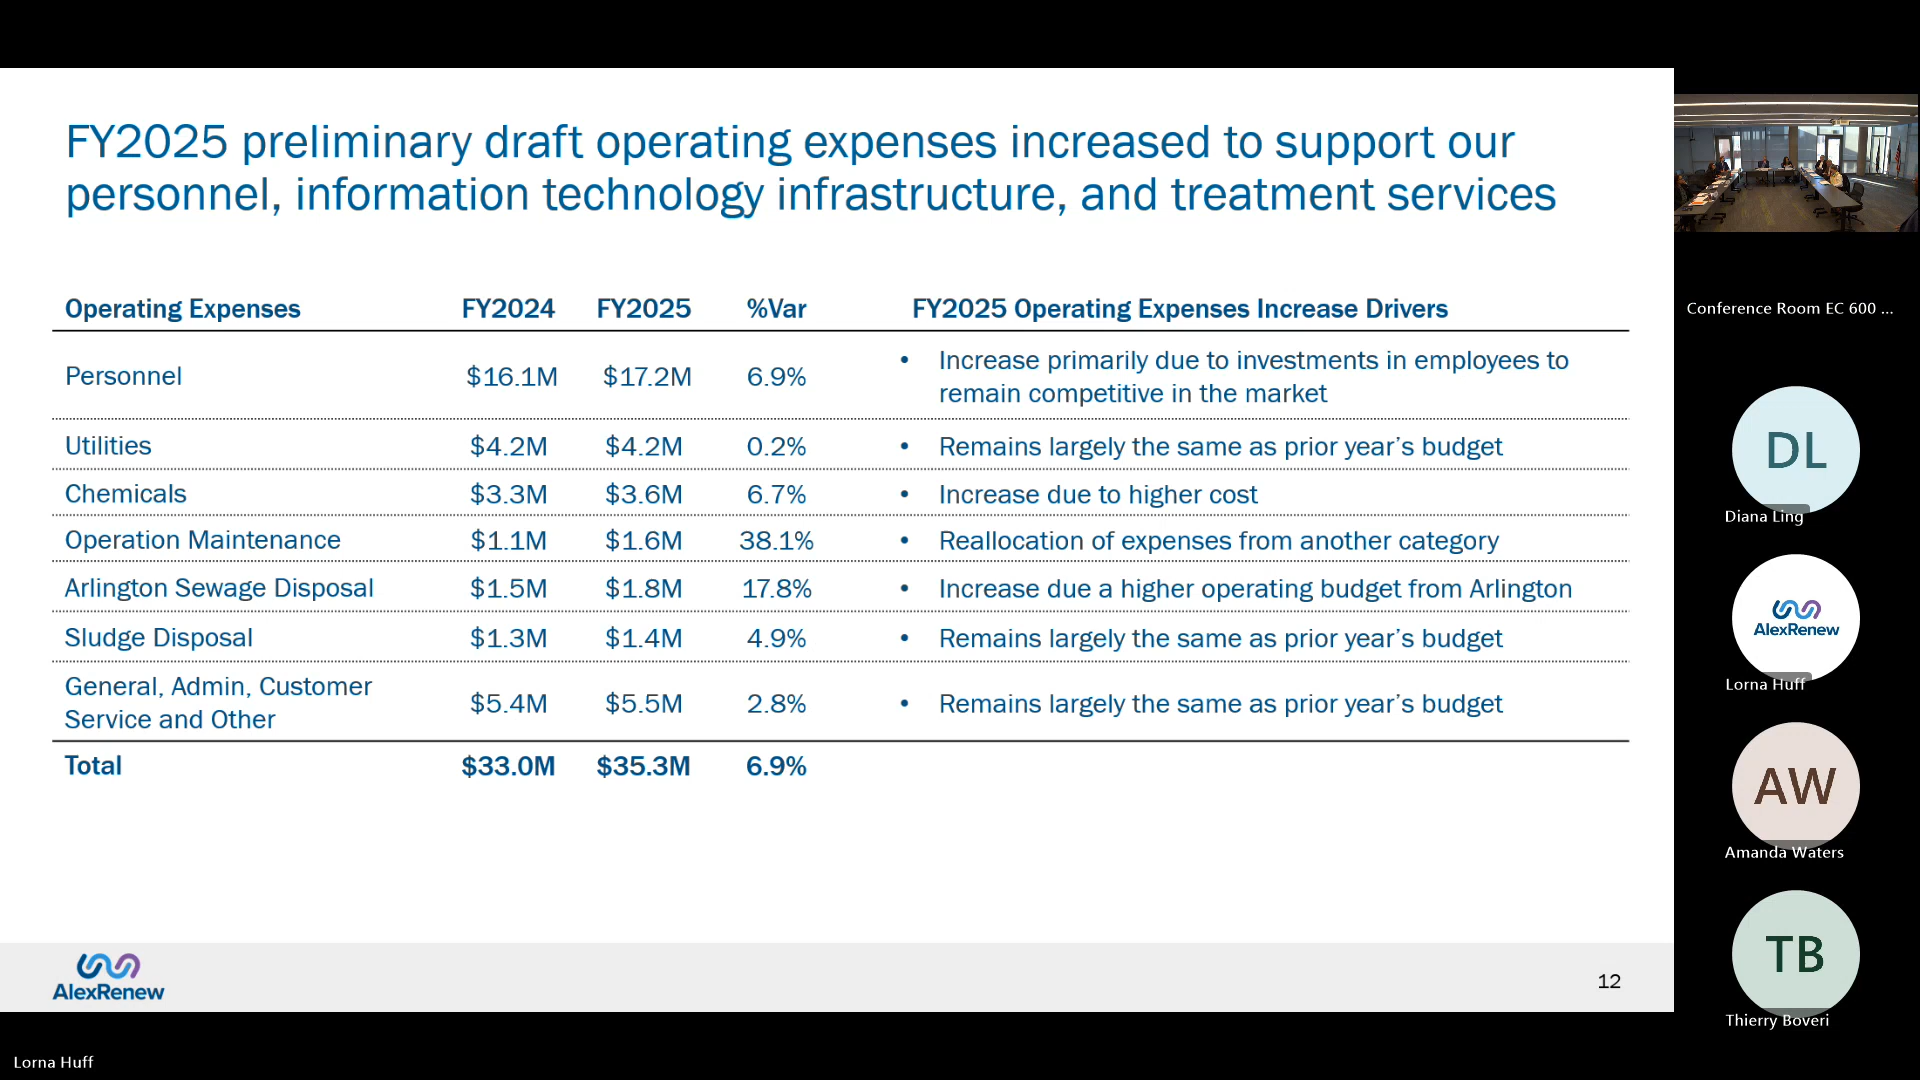 FY2025 preliminary draft operating expenses increased to support our
personnel, information technology infrastructure, and treatment services
Operating Expenses FY2024 FY2025 %Var FY2025 Operating Expenses Increase Drivers
Personnel $16.1M $17.2M 6.9% • Increase primarily due to investments in employees to
remain competitive in the market
Utilities $4.2M $4.2M 0.2% • Remains largely the same as prior year’s budget
Chemicals $3.3M $3.6M 6.7% • Increase due to higher cost
Operation Maintenance $1.1M $1.6M 38.1% • Reallocation of expenses from another category
Arlington Sewage Disposal $1.5M $1.8M 17.8% • Increase due a higher operating budget from Arlington
Sludge Disposal $1.3M $1.4M 4.9% • Remains largely the same as prior year’s budget
General, Admin, Customer
Service and Other $5.4M $5.5M 2.8% • Remains largely the same as prior year’s budget
Total $33.0M $35.3M 6.9%
AlexRenew
12
Conference Room EC 600 ...
DL
Diana Ling
AlexRenew
Lorna Huff
AW
Amanda Waters
TB
Thierry Boveri
Lorna Huff